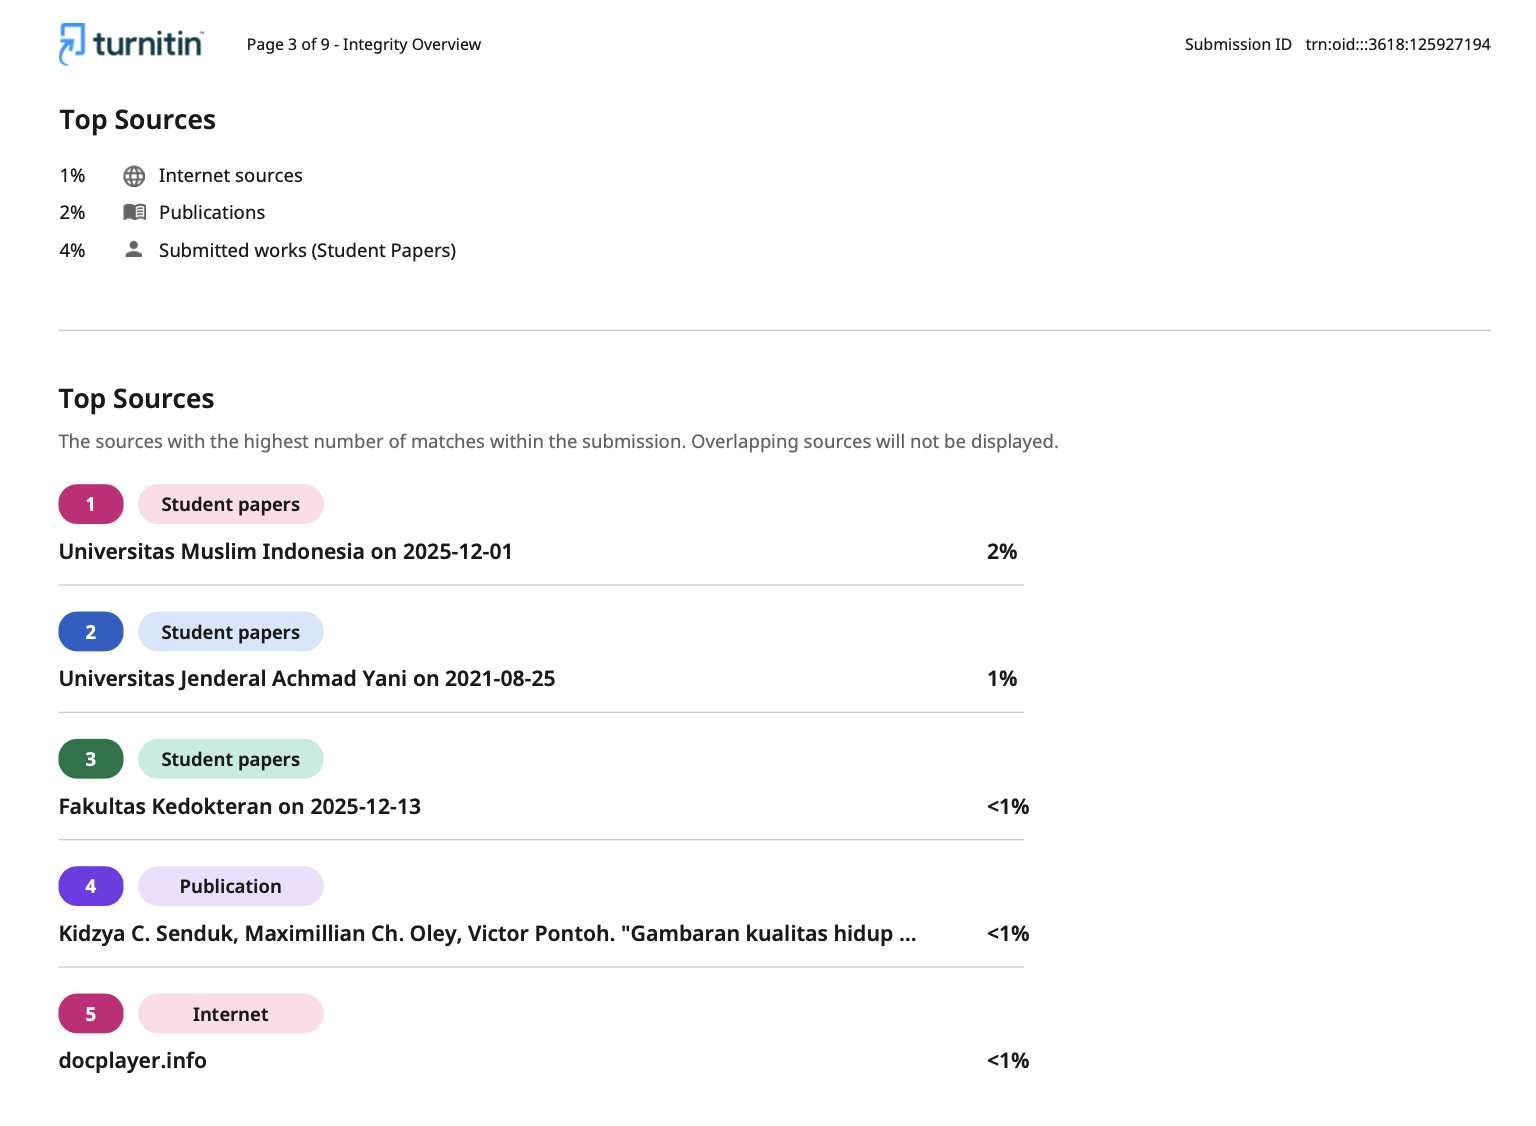 turnitin™ Page 3 of 9 - Integrity Overview Submission ID trn:oid:::3618:125927194
Top Sources
1% Internet sources
2% Publications
4% Submitted works (Student Papers)
Top Sources
The sources with the highest number of matches within the submission. Overlapping sources will not be displayed.
1 Student papers
Universitas Muslim Indonesia on 2025-12-01 2%
2 Student papers
Universitas Jenderal Achmad Yani on 2021-08-25 1%
3 Student papers
Fakultas Kedokteran on 2025-12-13 <1%
4 Publication
Kidzya C. Senduk, Maximillian Ch. Oley, Victor Pontoh. "Gambaran kualitas hidup ... <1%
5 Internet
docplayer.info <1%